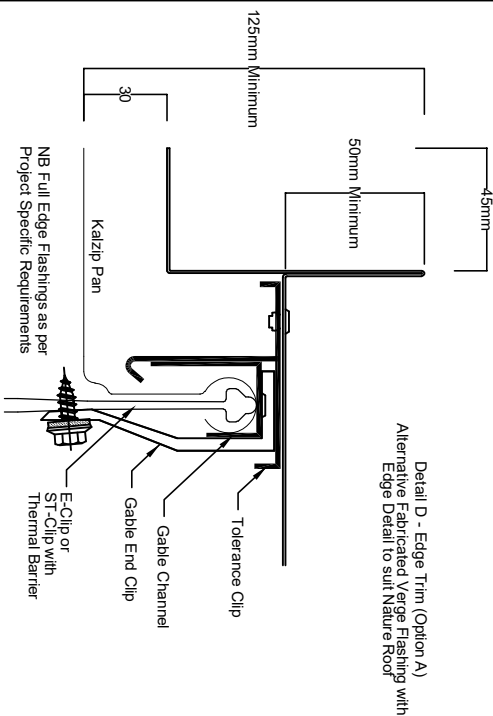 Detail D - Edge Trim (Option A)
Alternative Fabricated Verge Flashing with
Edge Detail to suit Nature Roof
45mm
50mm Minimum
125mm Minimum
30
Tolerance Clip
Gable Channel
Gable End Clip
E-Clip or
ST-Clip with
Thermal Barrier
Kalzip Pan
NB Full Edge Flashings as per
Project Specific Requirements